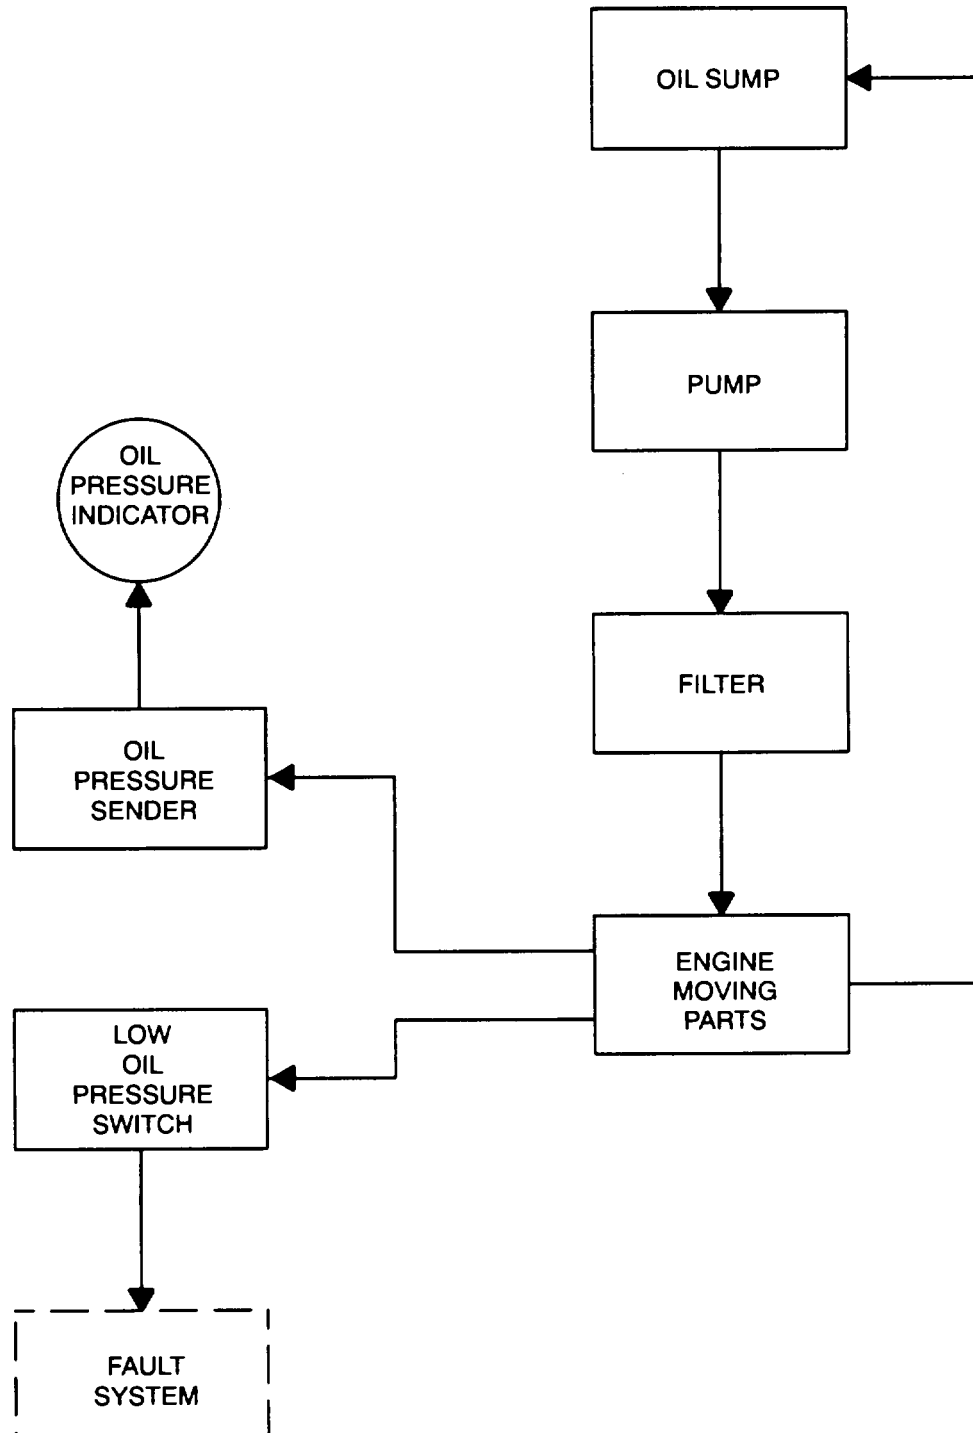 OIL SUMP
PUMP
OIL
PRESSURE
INDICATOR
FILTER
OIL
PRESSURE
SENDER
ENGINE
MOVING
PARTS
LOW
OIL
PRESSURE
SWITCH
FAULT
SYSTEM